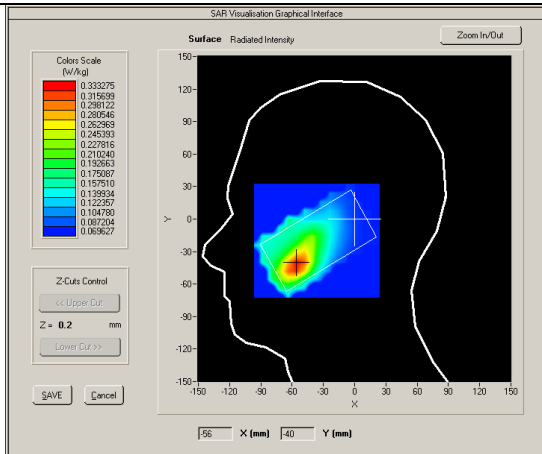 SAR Visualisation Graphical Interface
Surface Radiated Intensity
Zoom In/Out
Colors Scale
(W/kg)
0.333275
0.315699
0.298122
0.280546
0.262969
0.245393
0.227816
0.210240
0.192663
0.175087
0.157510
0.139934
0.122357
0.104780
0.087204
0.069627
Z-Cuts Control
<< Upper Cut
Z = 0.2 mm
Lower Cut >>
SAVE Cancel
150-
120-
90-
60-
30-
0-
-30-
-60-
-90-
-120-
-150-
Y
-150 -120 -90 -60 -30 0 30 60 90 120 150
X
-56 X (mm) -40 Y (mm)